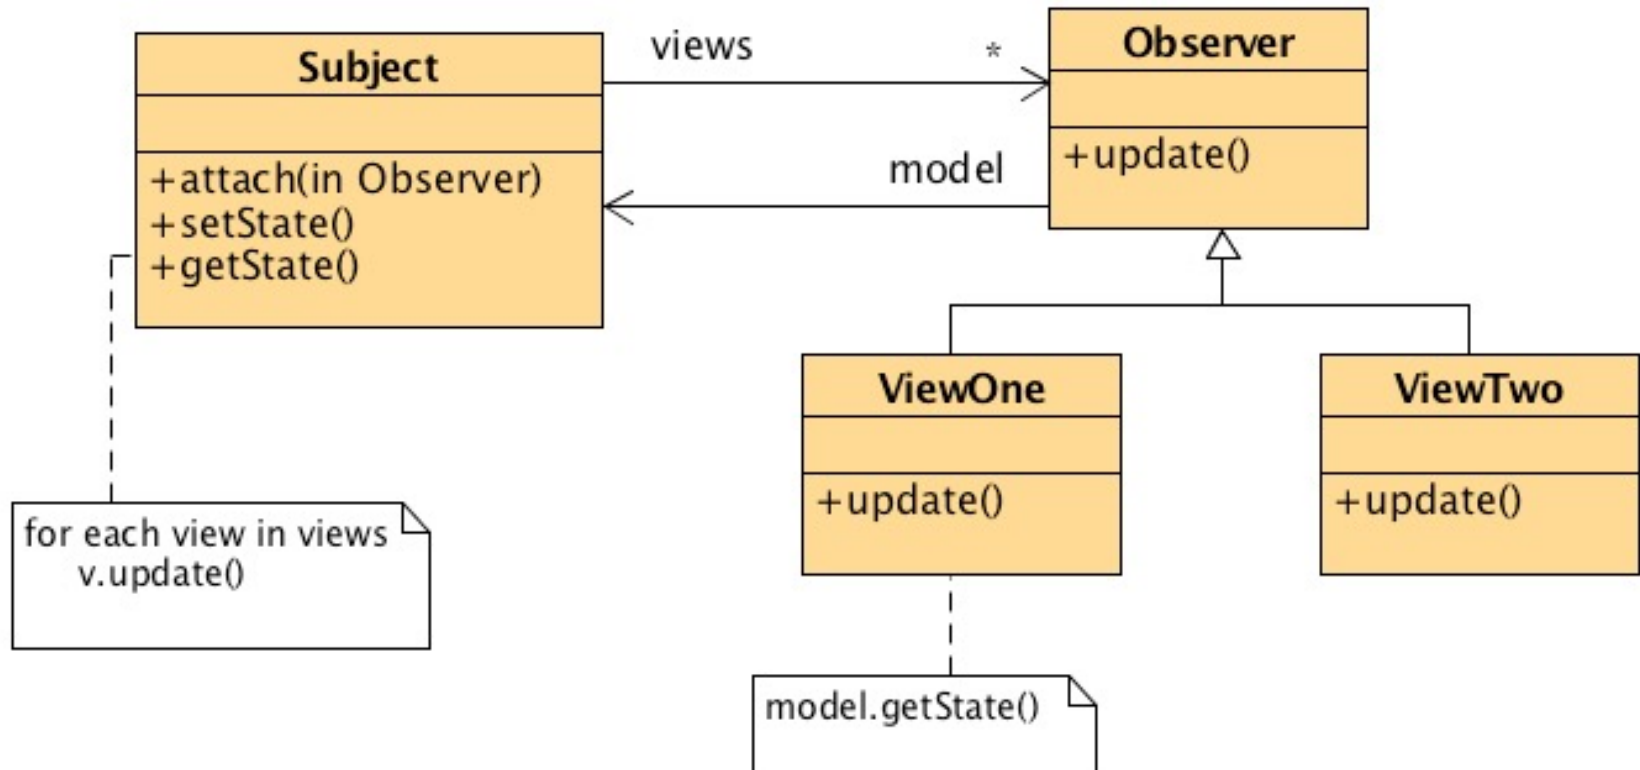 Subject
+attach(in Observer)
+setState()
+getState()
views
*
model
Observer
+update()
ViewOne
+update()
ViewTwo
+update()
for each view in views
v.update()
model.getState()